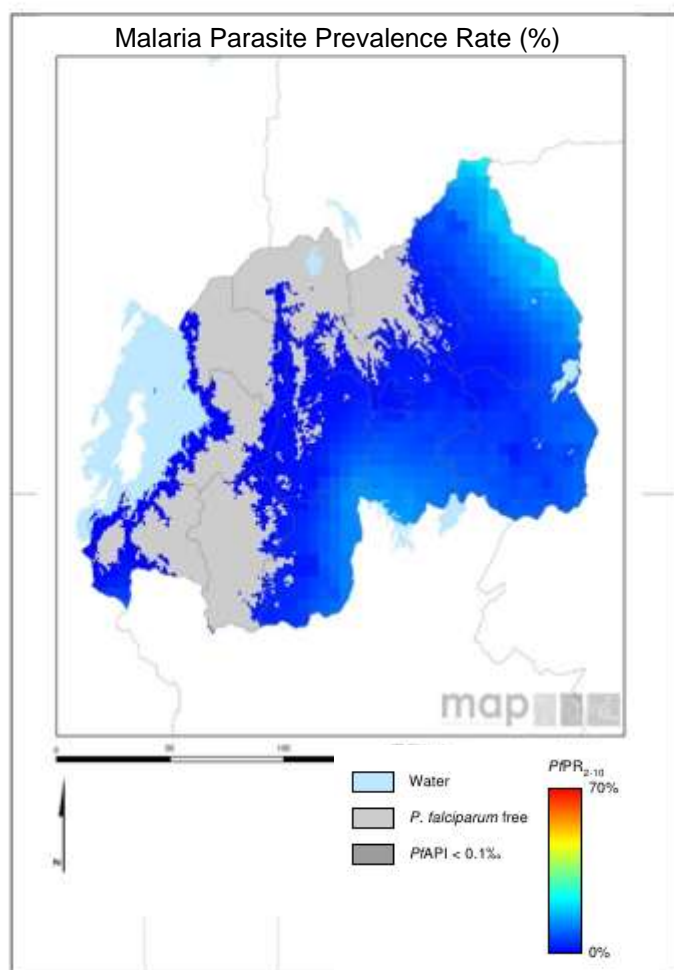 Malaria Parasite Prevalence Rate (%)
map
0 50 100
N
Water
P. falciparum free
PfAPI < 0.1‰
PfPR2-10
70%
0%